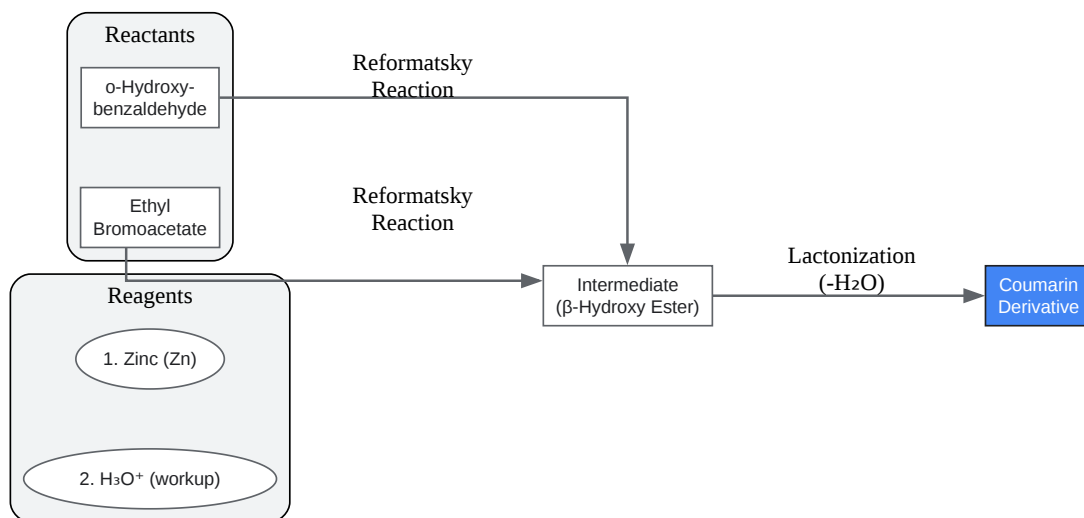 Reactants
o-Hydroxy-
benzaldehyde
Reformatsky
Reaction
Ethyl
Bromoacetate
Reformatsky
Reaction
Reagents
1. Zinc (Zn)
2. H₃O⁺ (workup)
Intermediate
(β-Hydroxy Ester)
Lactonization
(-H₂O)
Coumarin
Derivative